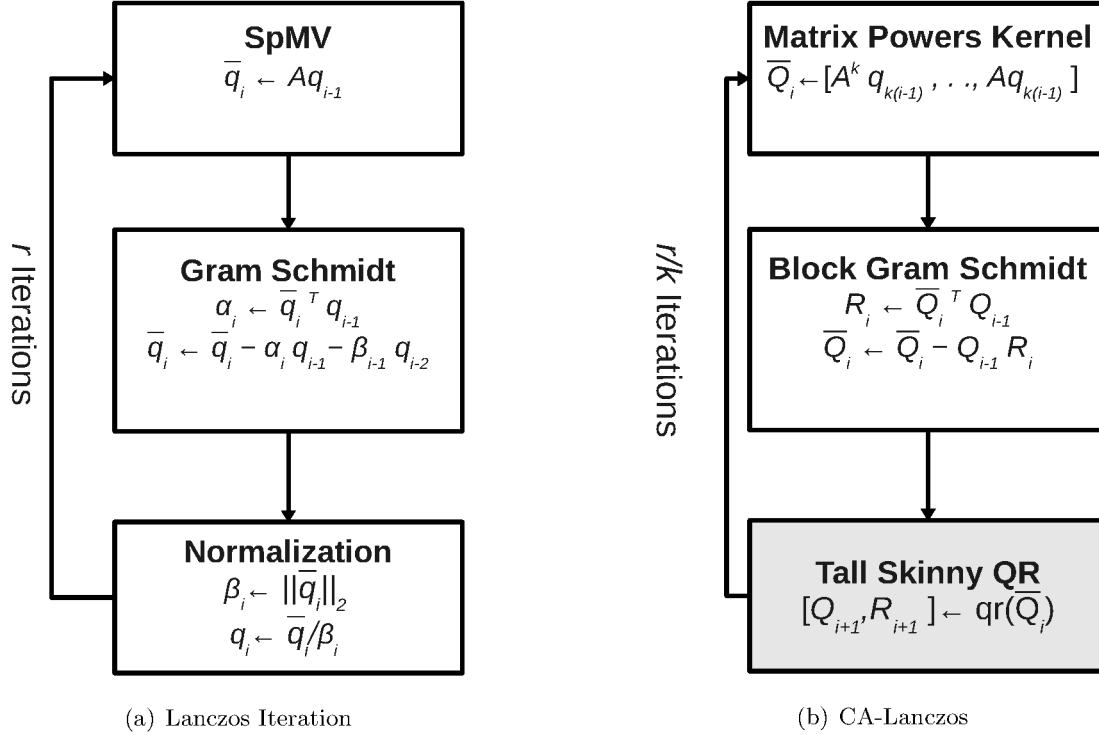 SpMV
q̅ᵢ ← Aqᵢ₋₁
r Iterations
Gram Schmidt
αᵢ ← q̅ᵢᵀ qᵢ₋₁
q̅ᵢ ← q̅ᵢ − αᵢ qᵢ₋₁ − βᵢ₋₁ qᵢ₋₂
Normalization
βᵢ ← ||q̅ᵢ||₂
qᵢ ← q̅ᵢ/βᵢ
(a) Lanczos Iteration
Matrix Powers Kernel
Q̅ᵢ ← [Aᵏ q_{k(i-1)} , . ., Aq_{k(i-1)} ]
r/k Iterations
Block Gram Schmidt
Rᵢ ← Q̅ᵢᵀ Qᵢ₋₁
Q̅ᵢ ← Q̅ᵢ − Qᵢ₋₁ Rᵢ
Tall Skinny QR
[Qᵢ₊₁,Rᵢ₊₁ ] ← qr(Q̅ᵢ)
(b) CA-Lanczos